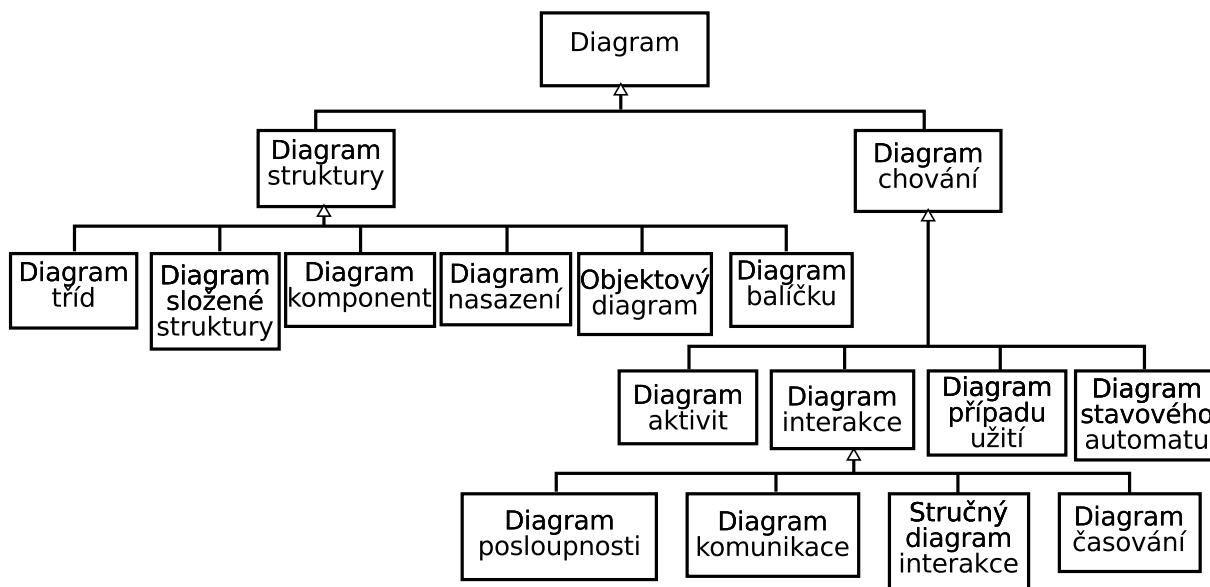 Diagram
Diagram
struktury
Diagram
chování
Diagram
tříd
Diagram
složené
struktury
Diagram
komponent
Diagram
nasazení
Objektový
diagram
Diagram
balíčku
Diagram
aktivit
Diagram
interakce
Diagram
případu
užití
Diagram
stavového
automatu
Diagram
posloupnosti
Diagram
komunikace
Stručný
diagram
interakce
Diagram
časování